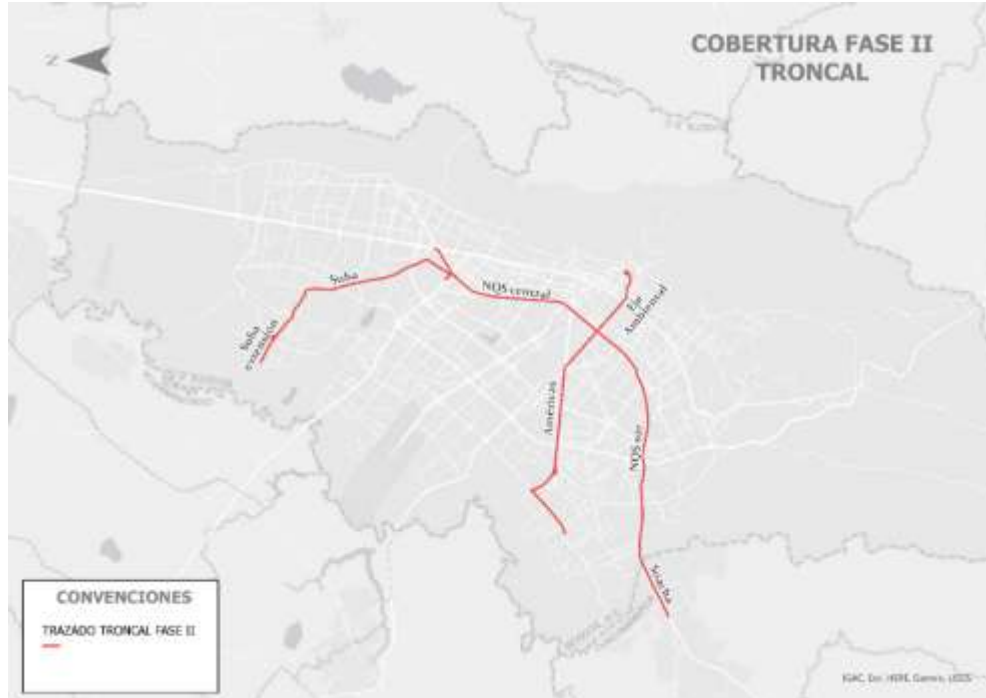 COBERTURA FASE II
TRONCAL
N
Suba
Suba
extensión
NQS central
Eje
Ambiental
Américas
NQS sur
Soacha
CONVENCIONES
TRAZADO TRONCAL FASE II
IGAC, Esri, HERE, Garmin, USGS